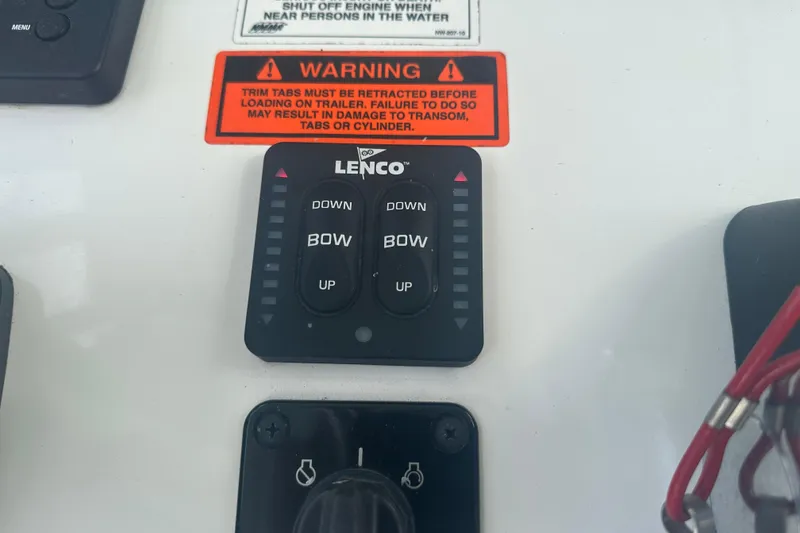 MENU
SHUT OFF ENGINE WHEN
NEAR PERSONS IN THE WATER
WARNING
TRIM TABS MUST BE RETRACTED BEFORE
LOADING ON TRAILER. FAILURE TO DO SO
MAY RESULT IN DAMAGE TO TRANSOM,
TABS OR CYLINDER.
LENCO™
DOWN DOWN
BOW BOW
UP UP